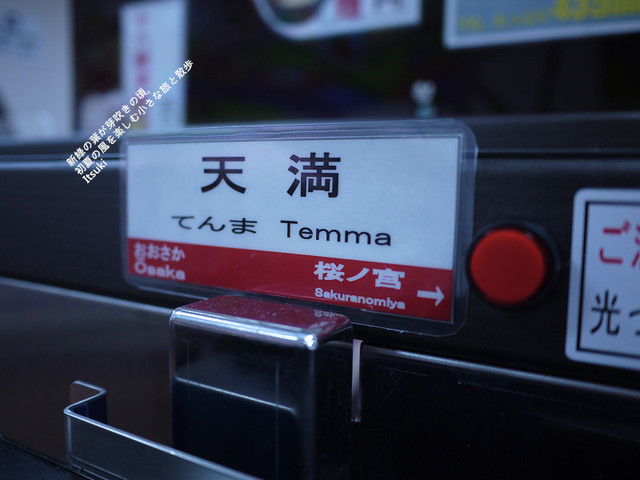 新緑の葉が芽吹きの頃,
初夏の風を楽しむ小さな旅と散歩
Itsuki
天満
てんま Temma
おおさか
Osaka
桜ノ宮
Sakuranomiya →
光っ